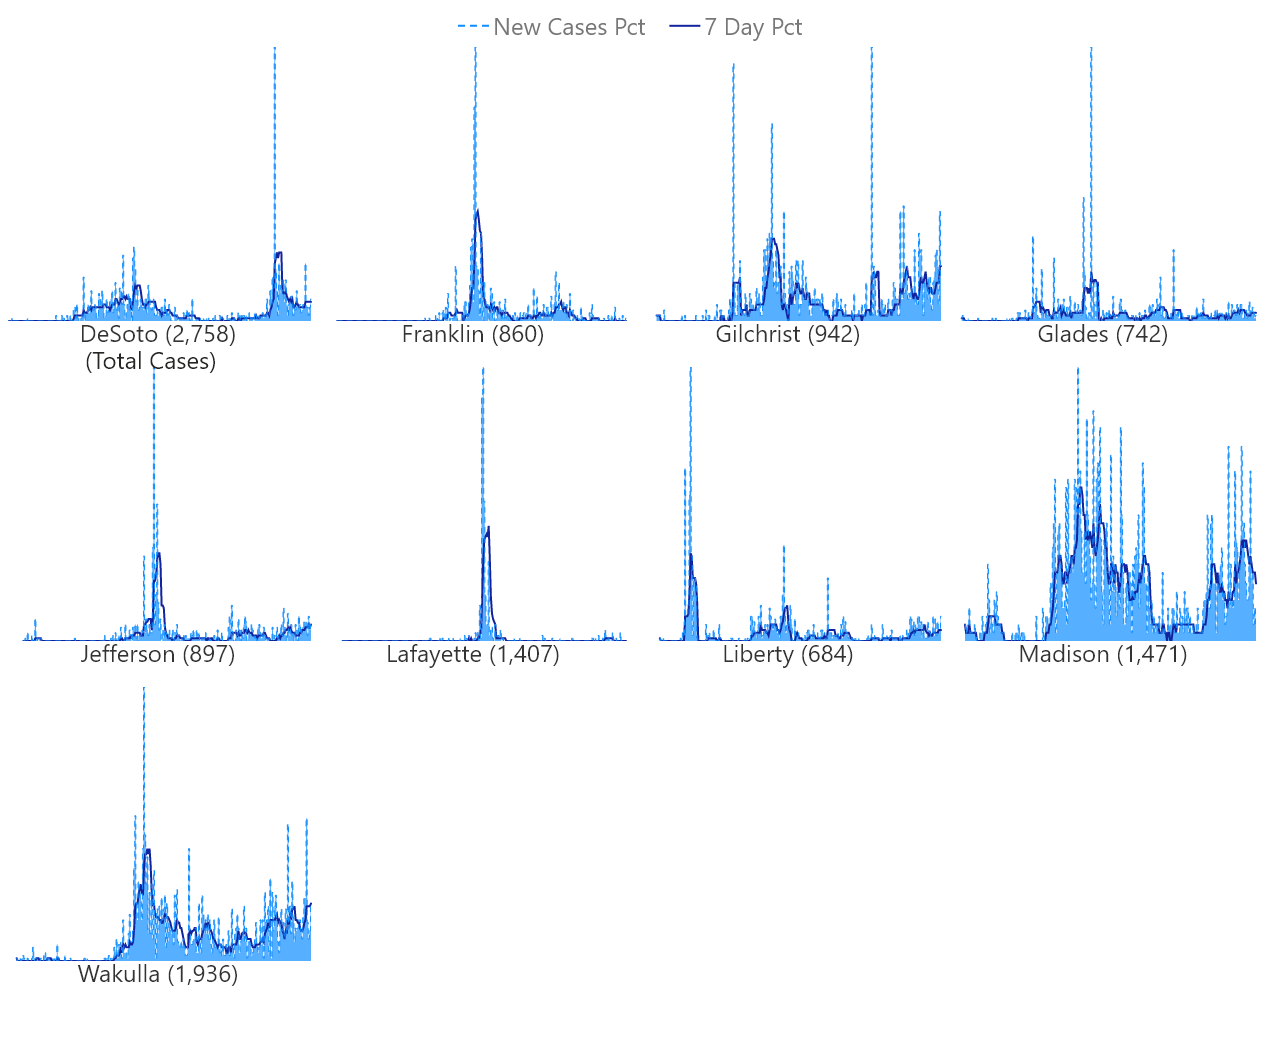 New Cases Pct 7 Day Pct
DeSoto (2,758)
(Total Cases)
Franklin (860)
Gilchrist (942)
Glades (742)
Jefferson (897)
Lafayette (1,407)
Liberty (684)
Madison (1,471)
Wakulla (1,936)